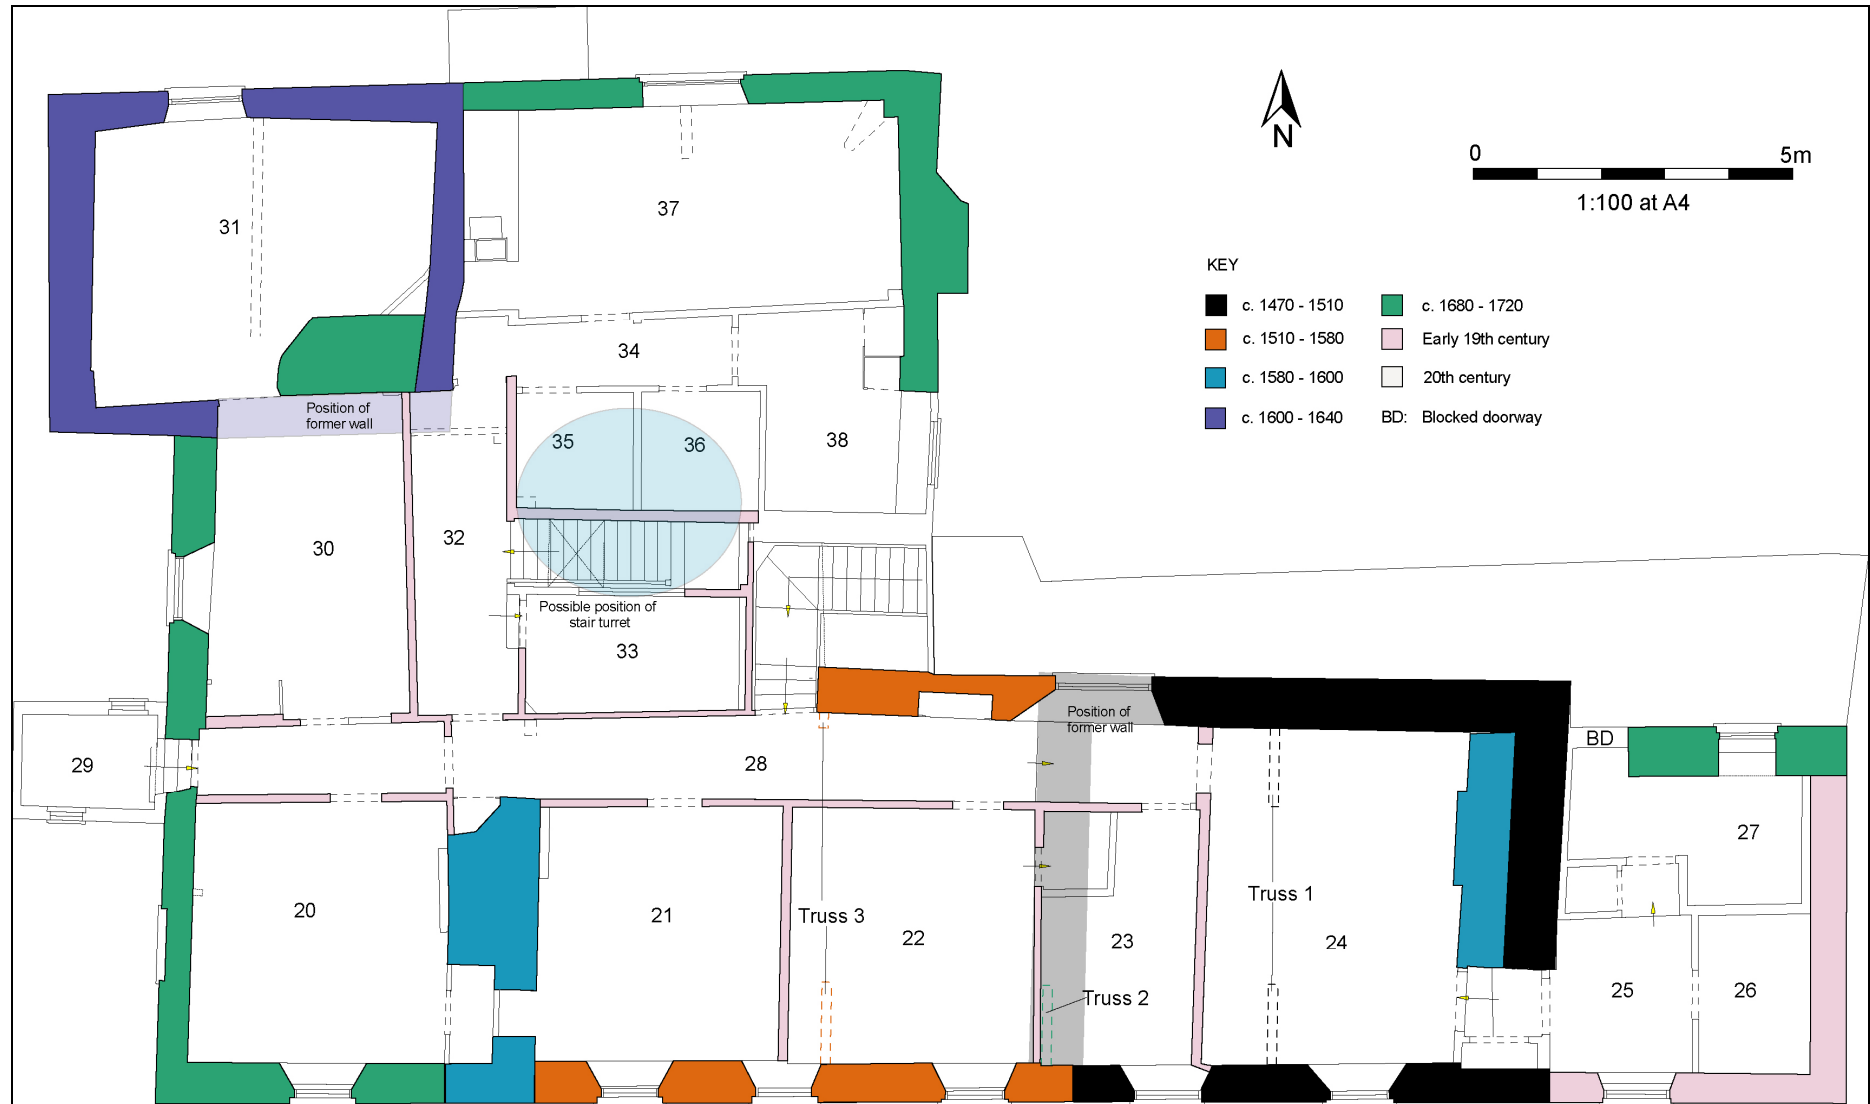 N
0 5m
1:100 at A4
KEY
c. 1470 - 1510
c. 1510 - 1580
c. 1580 - 1600
c. 1600 - 1640
c. 1680 - 1720
Early 19th century
20th century
BD: Blocked doorway
31
37
34
Position of
former wall
35
36
38
30
32
Possible position of
stair turret
33
Position of
former wall
29
28
BD
27
20
21
Truss 3
22
23
Truss 1
24
Truss 2
25
26